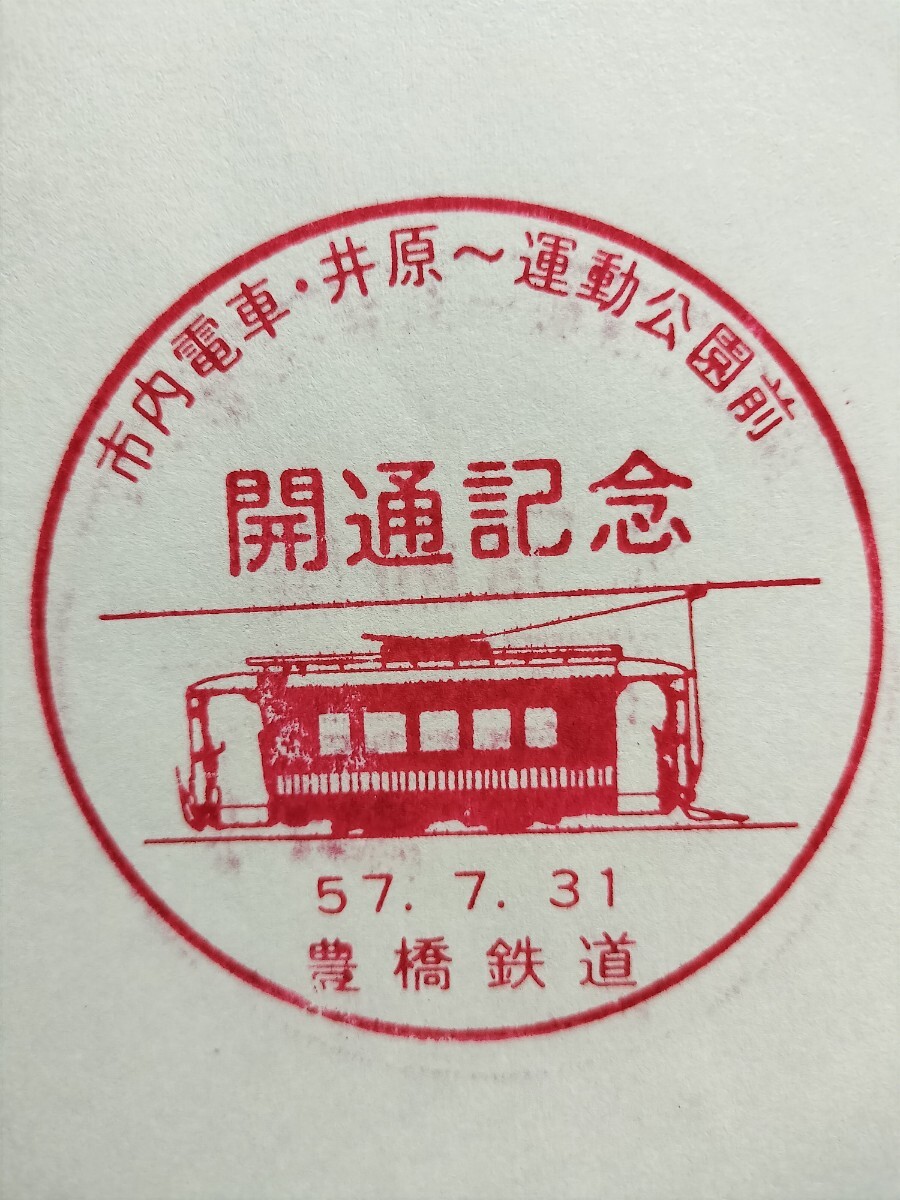 市内電車・井原～運動公園前
開通記念
57. 7. 31
豊橋鉄道